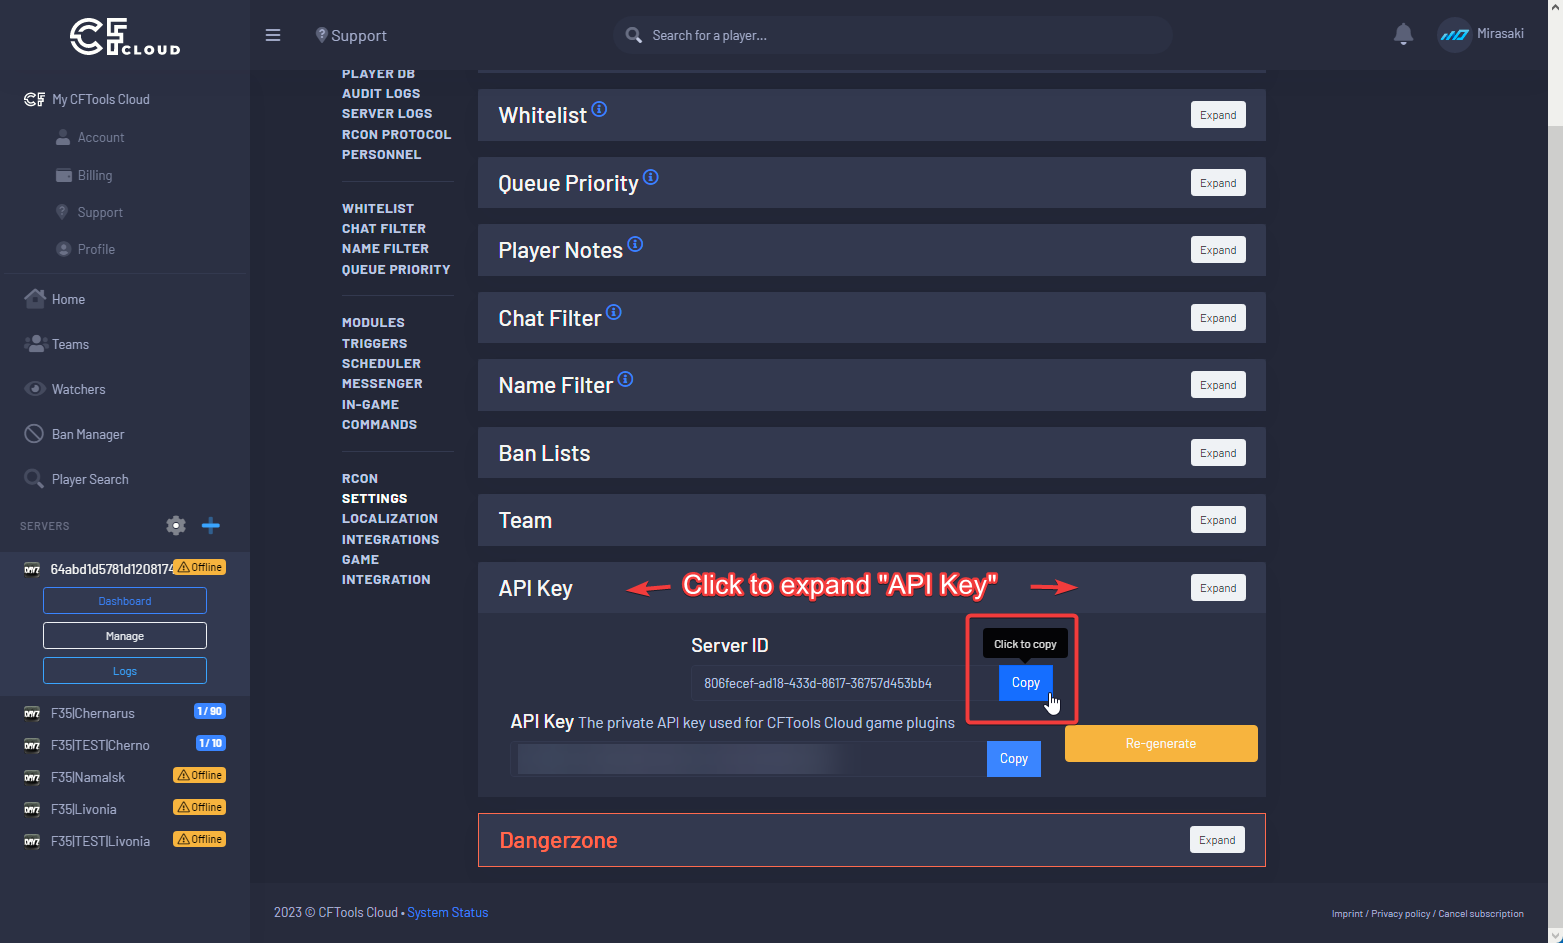 CF CLOUD
Support
Search for a player...
Mirasaki
My CFTools Cloud
Account
Billing
Support
Profile
Home
Teams
Watchers
Ban Manager
Player Search
SERVERS
64abd1d5781d1208174 Offline
Dashboard
Manage
Logs
F35|Chernarus 1 / 90
F35|TEST|Cherno 1 / 10
F35|Namalsk Offline
F35|Livonia Offline
F35|TEST|Livonia Offline
PLAYER DB
AUDIT LOGS
SERVER LOGS
RCON PROTOCOL
PERSONNEL
WHITELIST
CHAT FILTER
NAME FILTER
QUEUE PRIORITY
MODULES
TRIGGERS
SCHEDULER
MESSENGER
IN-GAME
COMMANDS
RCON
SETTINGS
LOCALIZATION
INTEGRATIONS
GAME
INTEGRATION
Whitelist Expand
Queue Priority Expand
Player Notes Expand
Chat Filter Expand
Name Filter Expand
Ban Lists Expand
Team Expand
API Key Click to expand "API Key" Expand
Server ID Click to copy
806fecef-ad18-433d-8617-36757d453bb4 Copy
API Key The private API key used for CFTools Cloud game plugins
Copy Re-generate
Dangerzone Expand
2023 © CFTools Cloud • System Status
Imprint / Privacy policy / Cancel subscription